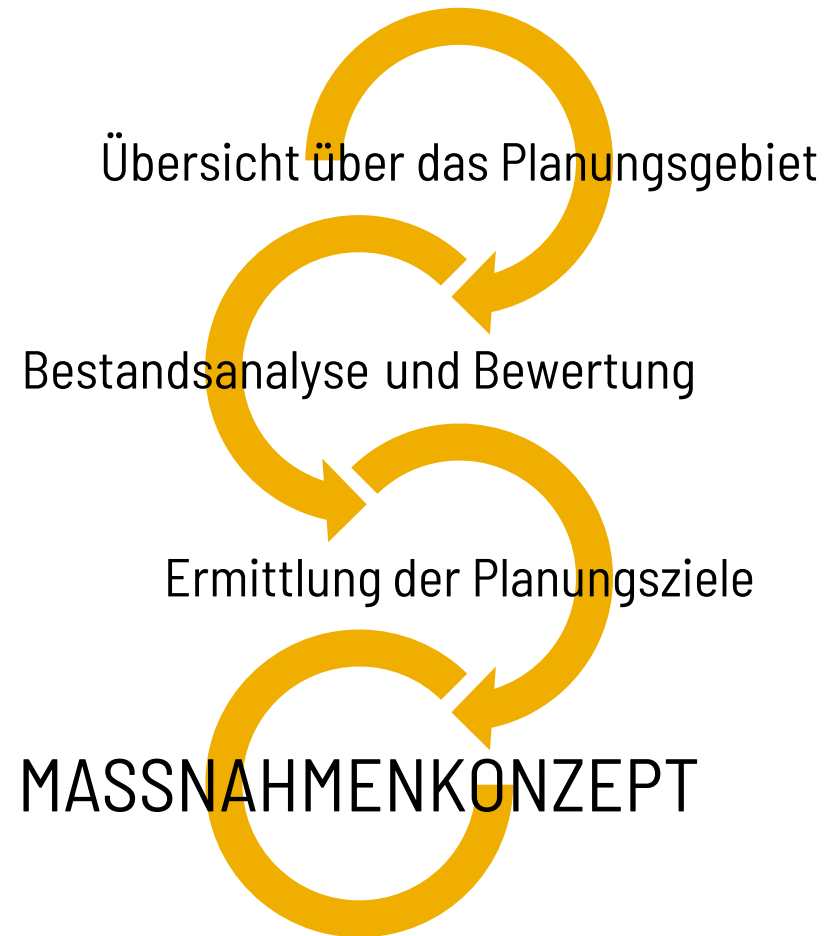 Übersicht über das Planungsgebiet
Bestandsanalyse und Bewertung
Ermittlung der Planungsziele
MASSNAHMENKONZEPT